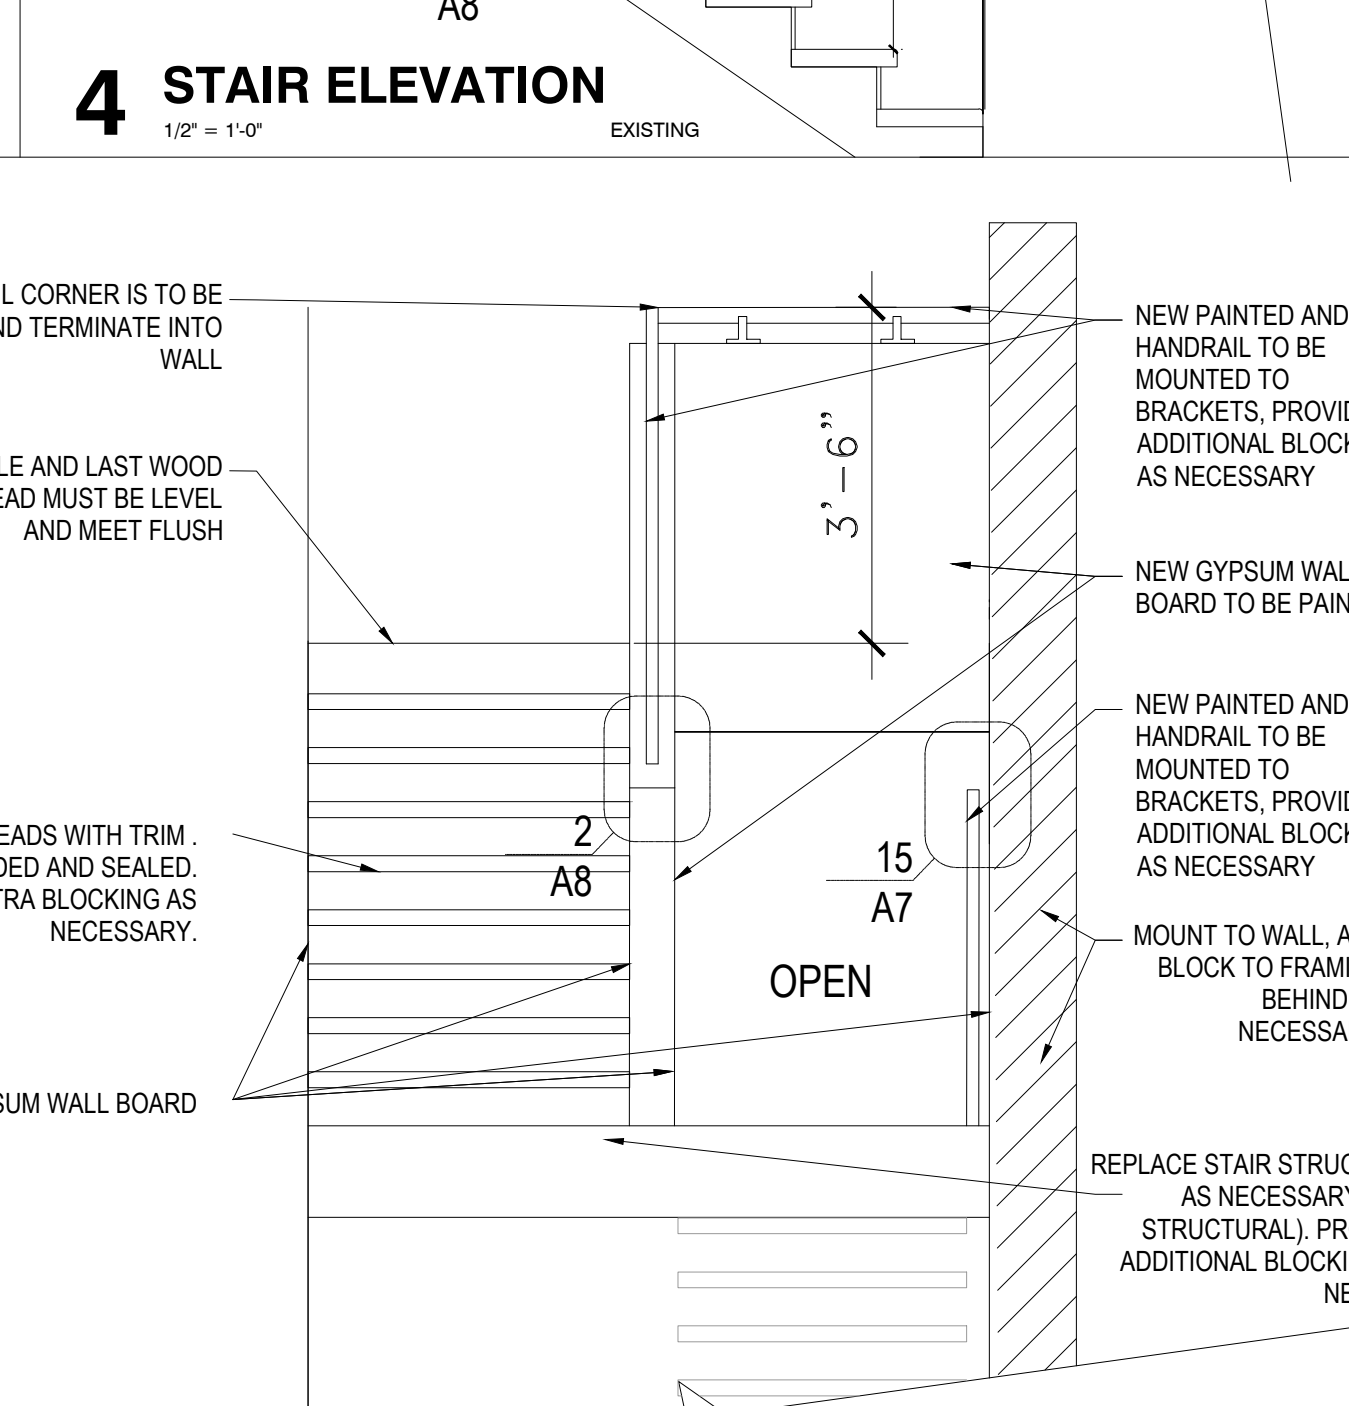 A8
4 STAIR ELEVATION
1/2" = 1'-0" EXISTING
L CORNER IS TO BE
ND TERMINATE INTO
WALL
LE AND LAST WOOD
EAD MUST BE LEVEL
AND MEET FLUSH
EADS WITH TRIM .
DED AND SEALED.
TRA BLOCKING AS
NECESSARY.
SUM WALL BOARD
3'-6"
2
A8
15
A7
OPEN
NEW PAINTED AND
HANDRAIL TO BE
MOUNTED TO
BRACKETS, PROVID
ADDITIONAL BLOCK
AS NECESSARY
NEW GYPSUM WAL
BOARD TO BE PAIN
NEW PAINTED AND
HANDRAIL TO BE
MOUNTED TO
BRACKETS, PROVID
ADDITIONAL BLOCK
AS NECESSARY
MOUNT TO WALL, A
BLOCK TO FRAMI
BEHIND
NECESSA
REPLACE STAIR STRUC
AS NECESSARY
STRUCTURAL). PR
ADDITIONAL BLOCKI
NE